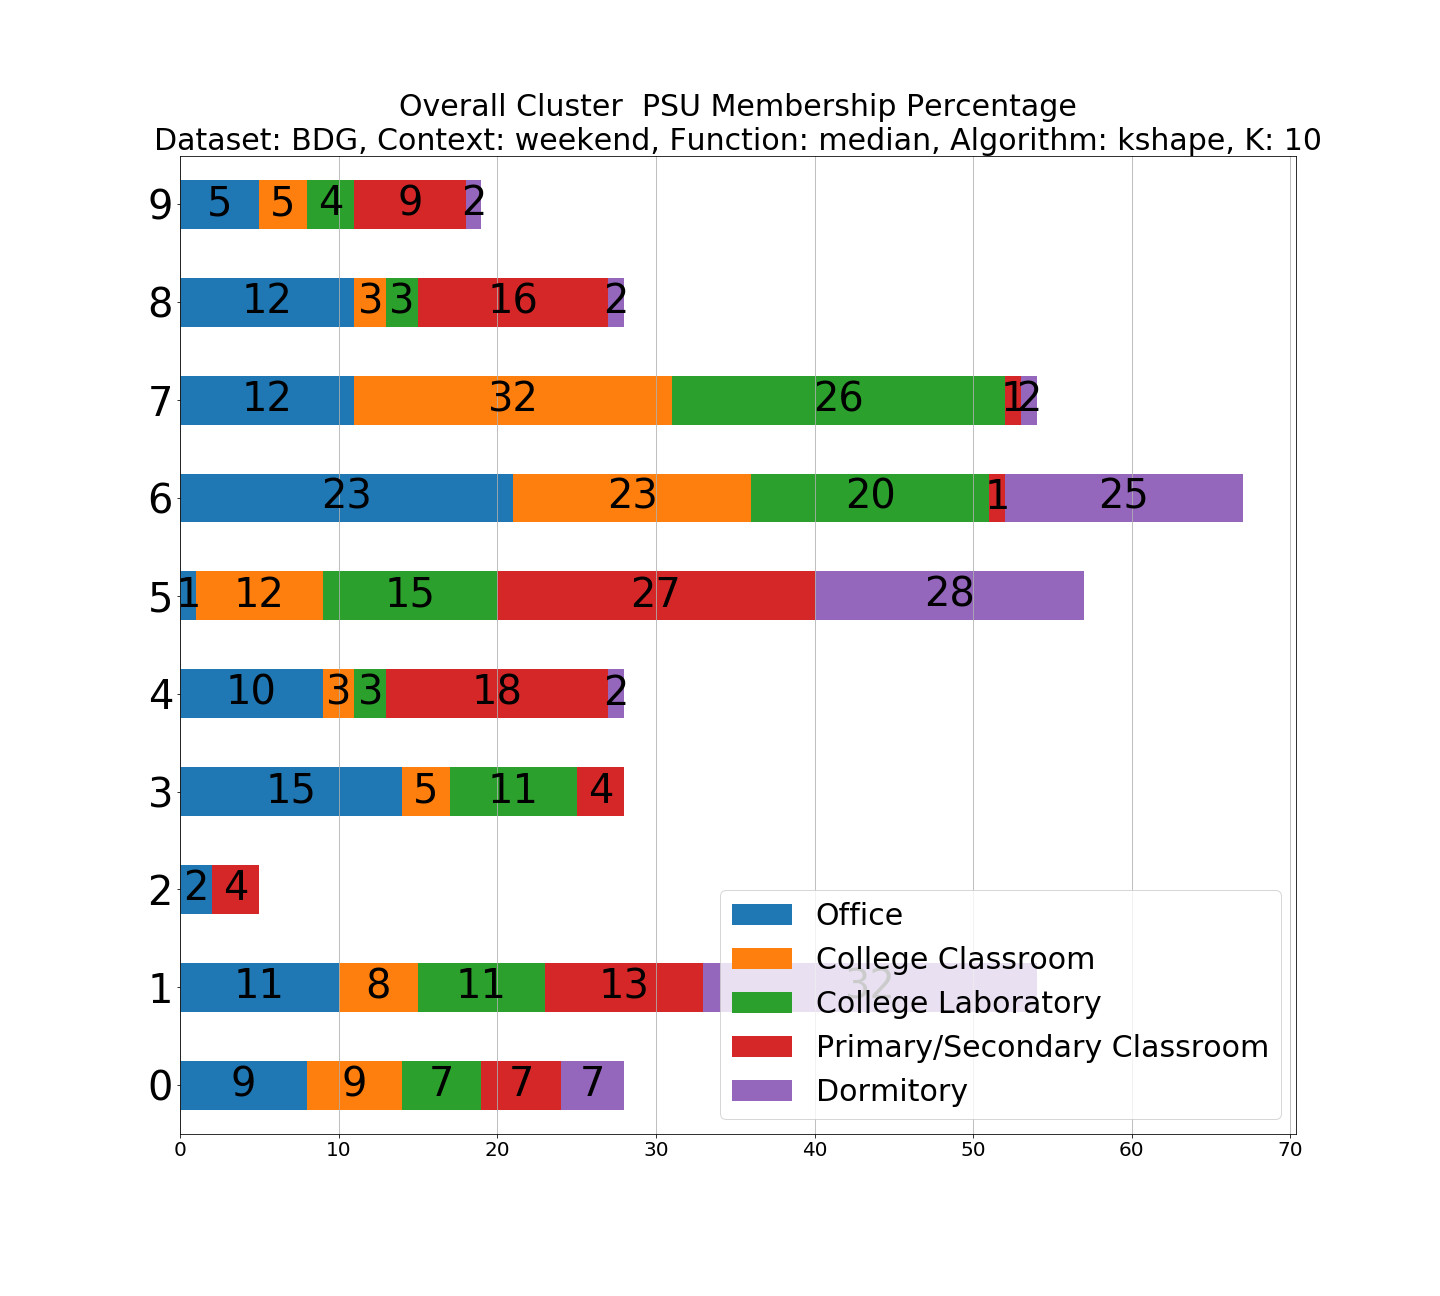 Overall Cluster  PSU Membership Percentage
Dataset: BDG, Context: weekend, Function: median, Algorithm: kshape, K: 10
9 5 5 4 9 2
8 12 3 3 16 2
7 12 32 26 1 2
6 23 23 20 1 25
5 1 12 15 27 28
4 10 3 3 18 2
3 15 5 11 4
2 2 4
1 11 8 11 13 32
0 9 9 7 7 7
Office
College Classroom
College Laboratory
Primary/Secondary Classroom
Dormitory
0 10 20 30 40 50 60 70